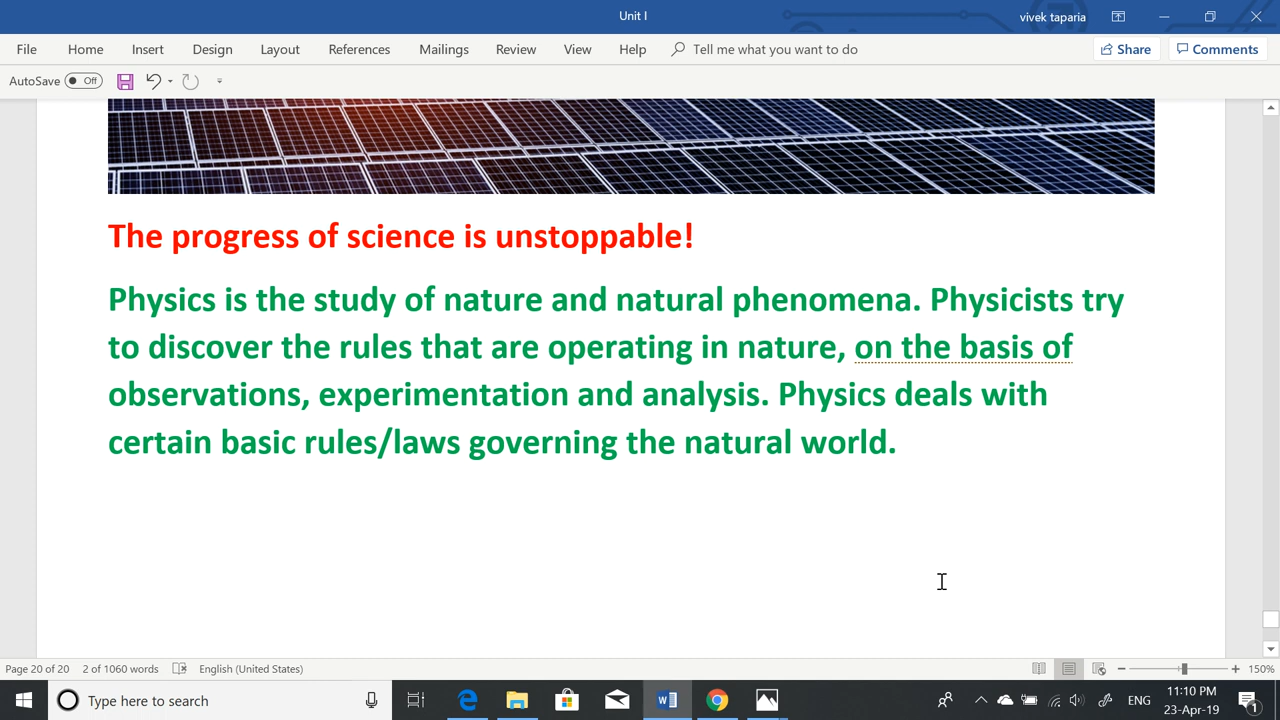 Unit I
vivek taparia
File Home Insert Design Layout References Mailings Review View Help Tell me what you want to do Share Comments
AutoSave Off
The progress of science is unstoppable!
Physics is the study of nature and natural phenomena. Physicists try
to discover the rules that are operating in nature, on the basis of
observations, experimentation and analysis. Physics deals with
certain basic rules/laws governing the natural world.
Page 20 of 20 2 of 1060 words English (United States) 150%
Type here to search ENG 11:10 PM
23-Apr-19 1